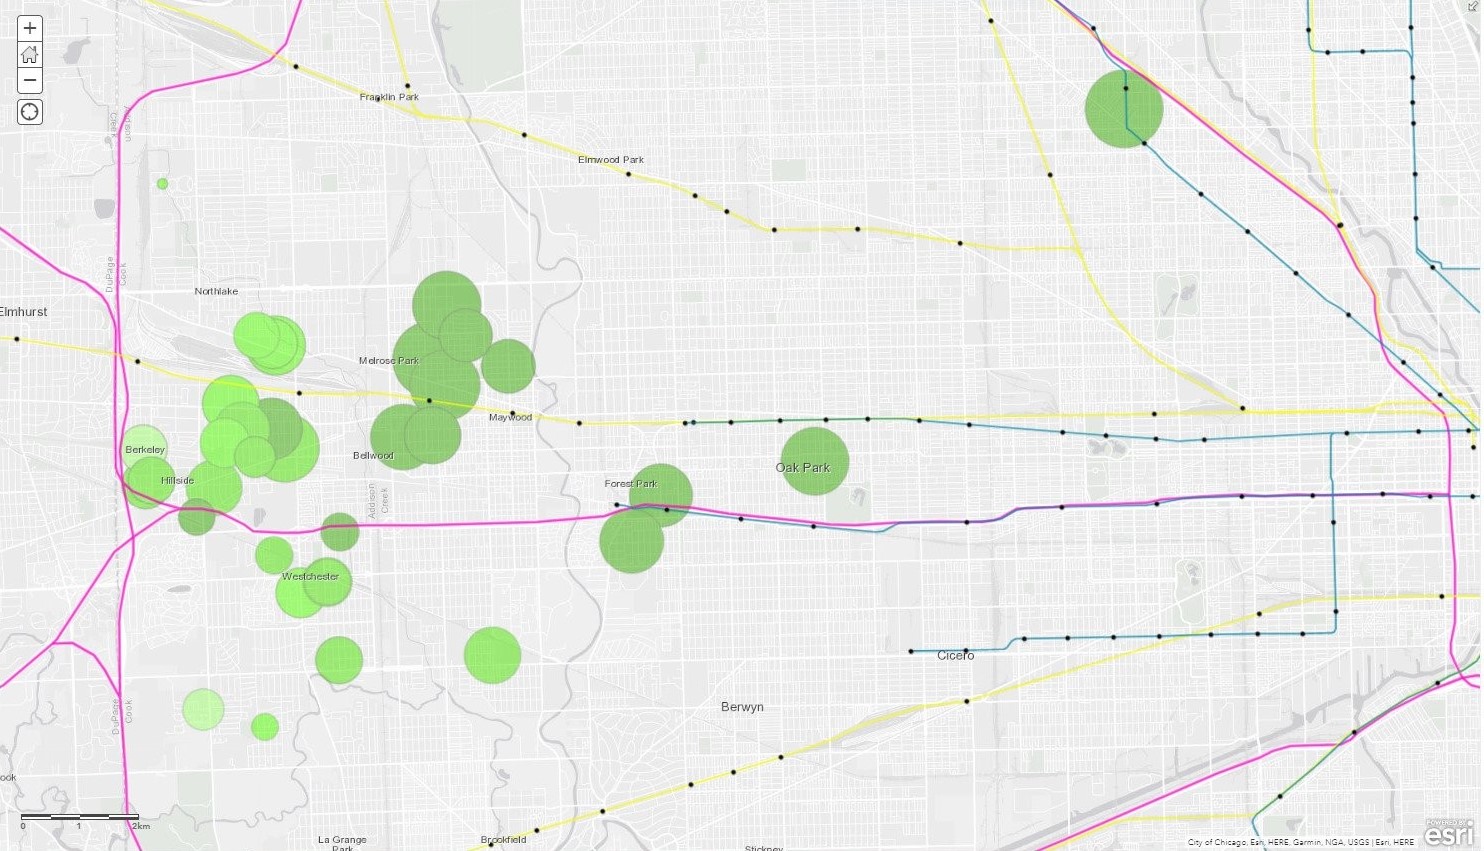 +
−
Franklin Park
Addison
Creek
Elmwood Park
DuPage
Cook
Northlake
Elmhurst
Melrose Park
Maywood
Berkeley
Bellwood
Oak Park
Hillside
Forest Park
Addison
Creek
Westchester
Cicero
DuPage
Cook
Berwyn
ook
0 1 2km
La Grange
Park
Brookfield
Stickney
POWERED BY
esri
City of Chicago, Esri, HERE, Garmin, NGA, USGS | Esri, HERE